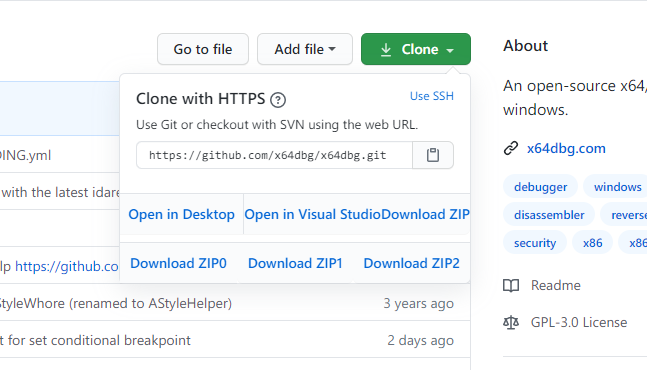 Go to file Add file Clone
About
Clone with HTTPS Use SSH
An open-source x64/
windows.
Use Git or checkout with SVN using the web URL.
https://github.com/x64dbg/x64dbg.git
x64dbg.com
DING.yml
debugger windows
with the latest idare
Open in Desktop Open in Visual Studio Download ZIP
disassembler reverse
security x86 x86
lp https://github.co
Download ZIP0 Download ZIP1 Download ZIP2
Readme
StyleWhore (renamed to AStyleHelper) 3 years ago
GPL-3.0 License
t for set conditional breakpoint 2 days ago